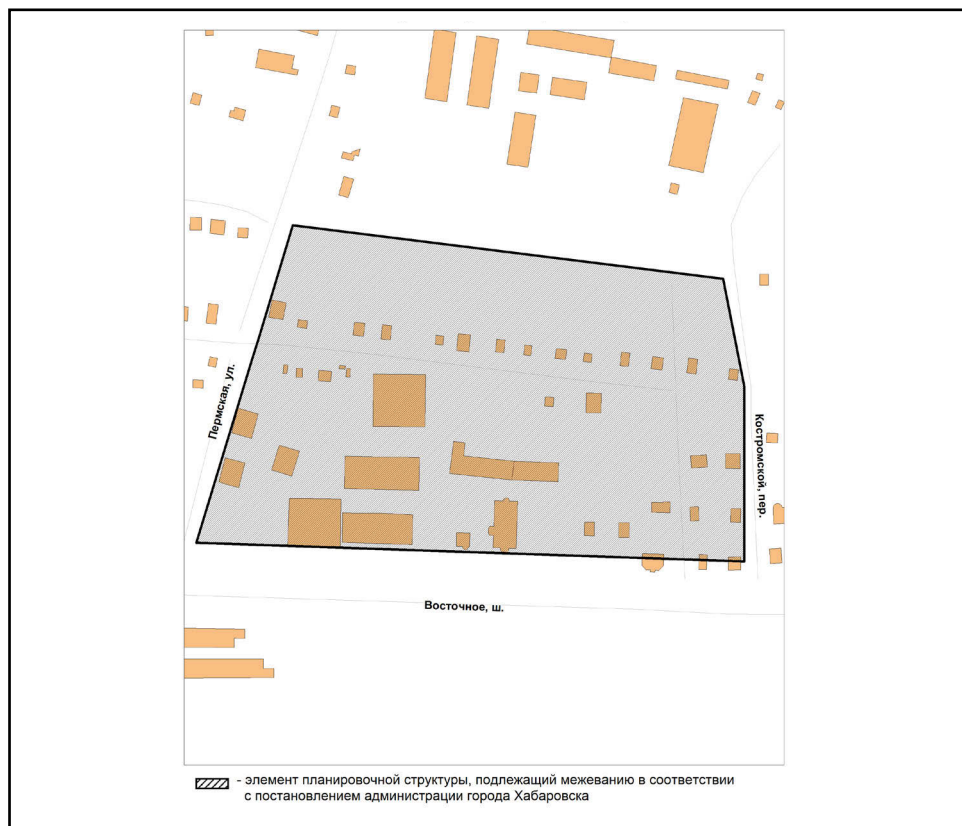 Пермская, ул.
Костромской, пер.
Восточное, ш.
- элемент планировочной структуры, подлежащий межеванию в соответствии
с постановлением администрации города Хабаровска